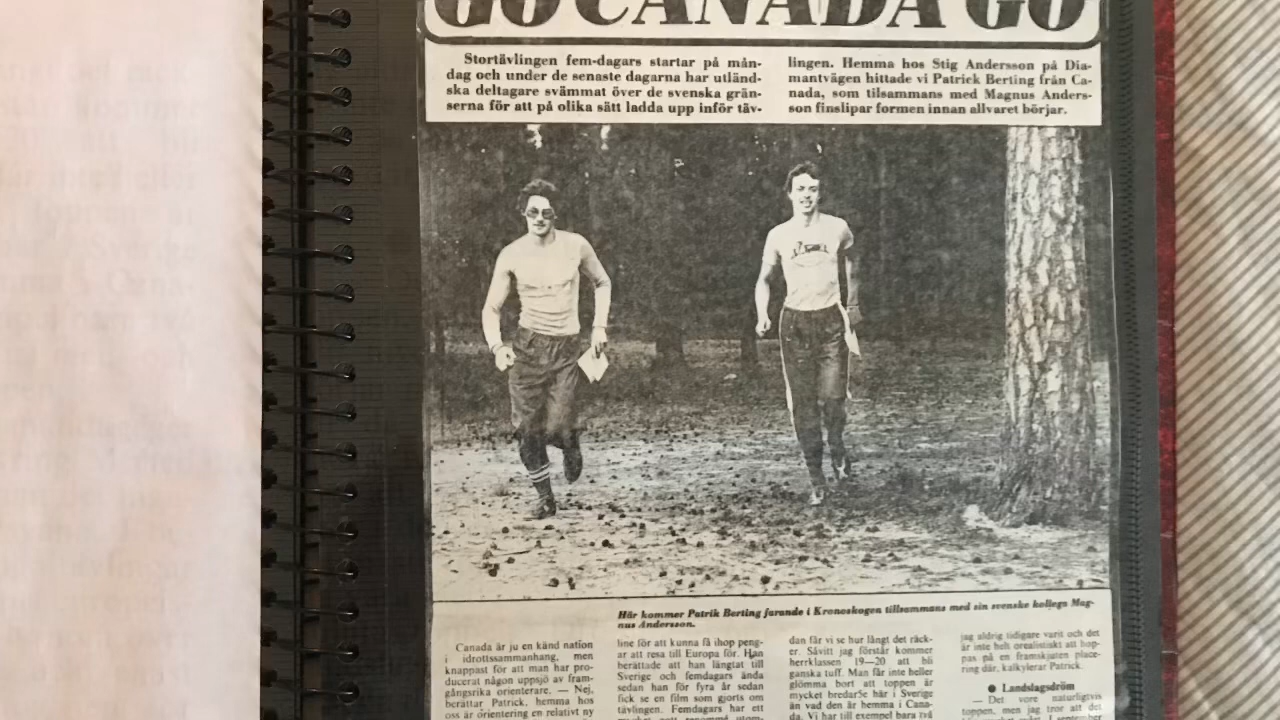 GO CANADA GO
Stortävlingen fem-dagars startar på mån-
dag och under de senaste dagarna har utländ-
ska deltagare svämmat över de svenska grän-
serna för att på olika sätt ladda upp inför täv-
lingen. Hemma hos Stig Andersson på Dia-
mantvägen hittade vi Patrick Berting från Ca-
nada, som tilsammans med Magnus Anders-
son finslipar formen innan allvaret börjar.
Här kommer Patrik Berting farande i Kronoskogen tillsammans med sin svenske kollega Mag-
nus Andersson.
Canada är ju en känd nation
i idrottssammanhang, men
knappast för att man har pro-
ducerat någon uppsjö av fram-
gångsrika orienterare. — Nej,
berättar Patrick, hemma hos
oss är orientering en relativt ny
line för att kunna få ihop peng-
ar att resa till Europa för. Han
berättade att han längtat till
Sverige och femdagars ända
sedan han för fyra år sedan
fick se en film som gjorts om
tävlingen. Femdagars har ett
dan får vi se hur långt det räck-
er. Såvitt jag förstår kommer
herrklassen 19—20 att bli
ganska tuff. Man får inte heller
glömma bort att toppen är
mycket bredar5e här i Sverige
än vad den är hemma i Cana-
da. Vi har till exempel bara två
jag aldrig tidigare varit och det
är inte helt orealistiskt att hop-
pas på en framskjuten place-
ring där, kalkylerar Patrick.
● Landslagsdröm
— Det vore naturligtvis
toppen, men jag tror att det